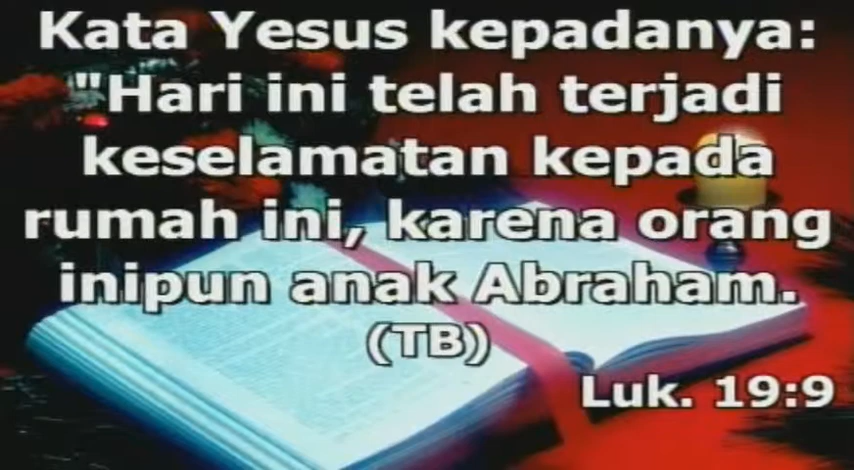 Kata Yesus kepadanya:
"Hari ini telah terjadi
keselamatan kepada
rumah ini, karena orang
inipun anak Abraham.
(TB)
Luk. 19:9